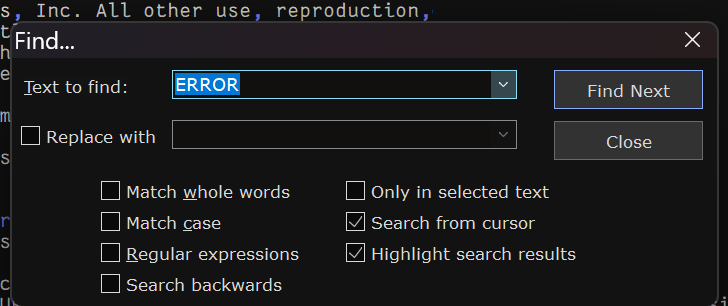 s, Inc. All other use, reproduction,
Find...
Text to find:
ERROR
Find Next
Replace with
Close
Match whole words
Only in selected text
Match case
Search from cursor
Regular expressions
Highlight search results
Search backwards